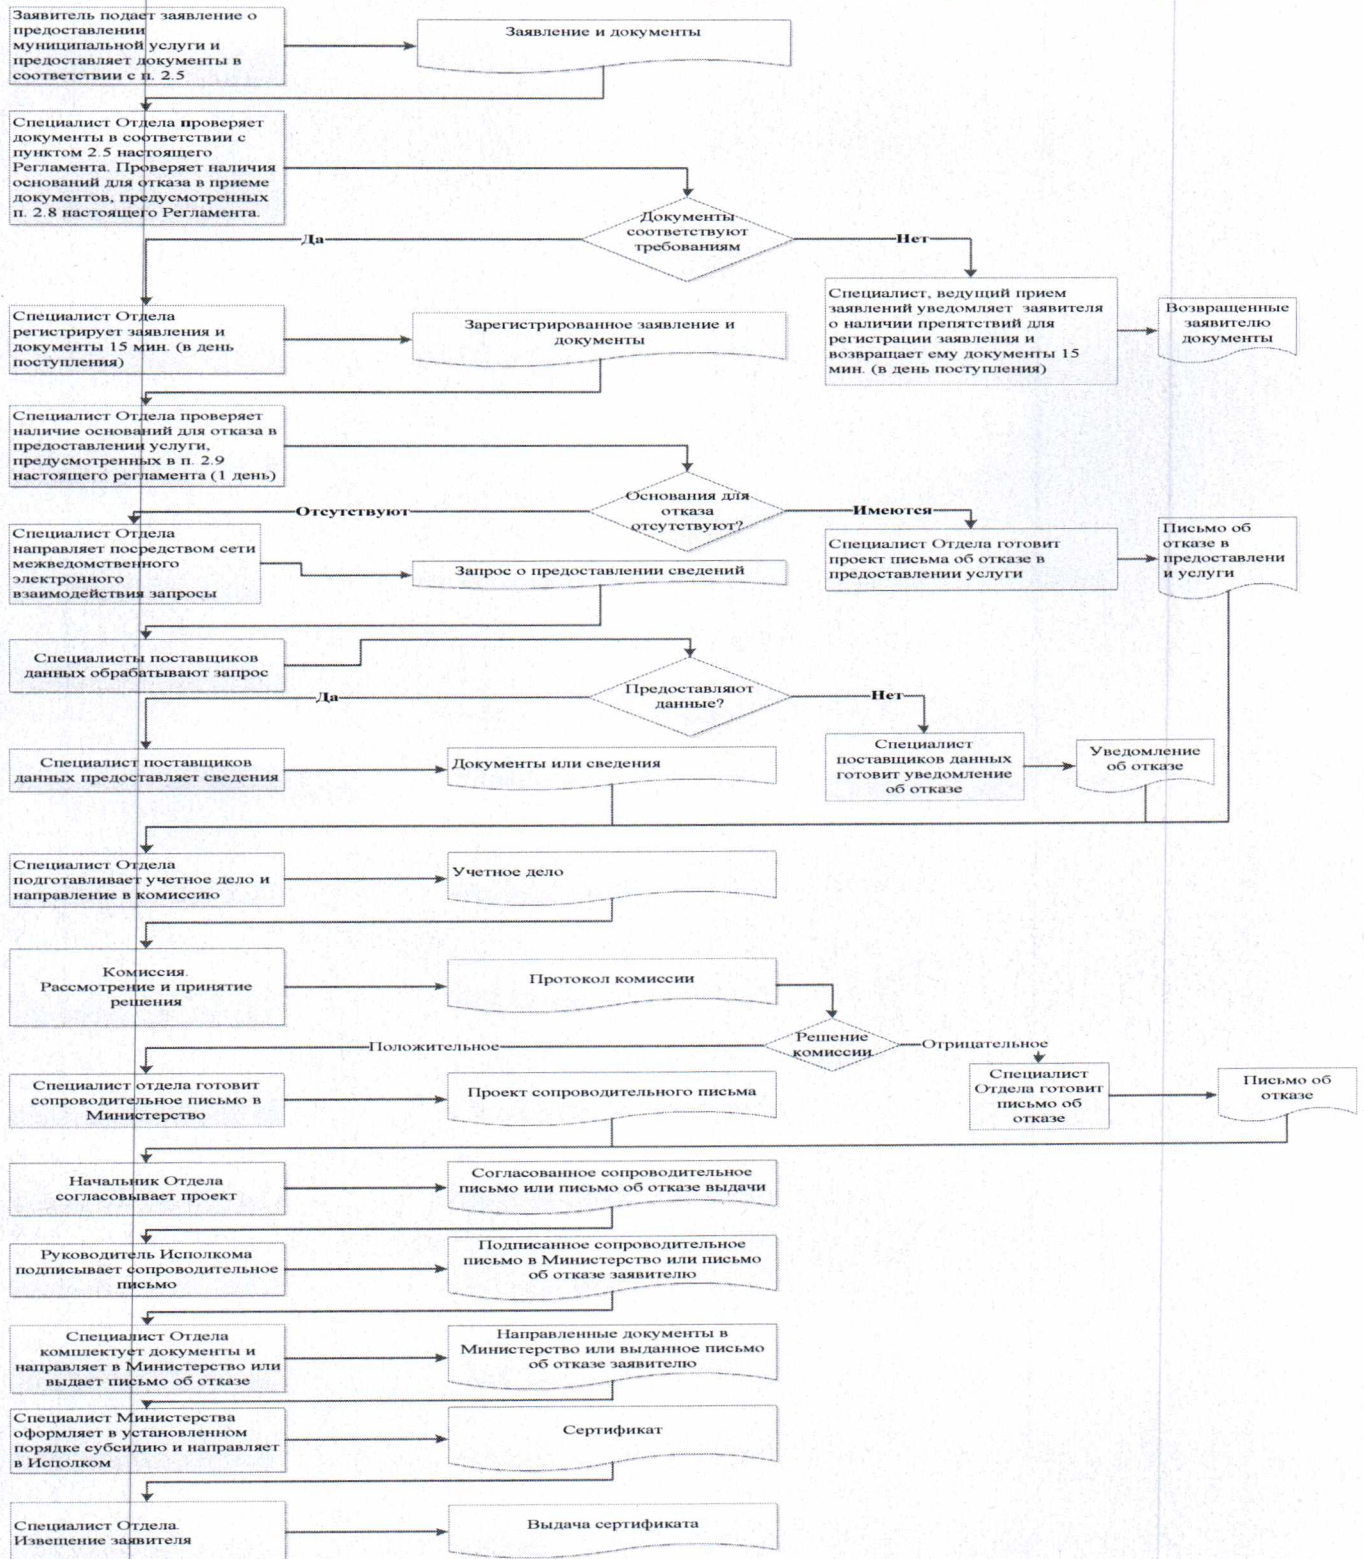 Заявитель подает заявление о
предоставлении
муниципальной услуги и
предоставляет документы в
соответствии с п. 2.5
Заявление и документы
Специалист Отдела проверяет
документы в соответствии с
пунктом 2.5 настоящего
Регламента. Проверяет наличия
оснований для отказа в приеме
документов, предусмотренных
п. 2.8 настоящего Регламента.
Документы
соответствуют
требованиям
Да
Нет
Специалист Отдела
регистрирует заявления и
документы 15 мин. (в день
поступления)
Зарегистрированное заявление и
документы
Специалист, ведущий прием
заявлений уведомляет заявителя
о наличии препятствий для
регистрации заявления и
возвращает ему документы 15
мин. (в день поступления)
Возвращенные
заявителю
документы
Специалист Отдела проверяет
наличие оснований для отказа в
предоставлении услуги,
предусмотренных в п. 2.9
настоящего регламента (1 день)
Основания для
отказа
отсутствуют?
Отсутствуют
Имеются
Специалист Отдела
направляет посредством сети
межведомственного
электронного
взаимодействия запросы
Запрос о предоставлении сведений
Специалист Отдела готовит
проект письма об отказе в
предоставлении услуги
Письмо об
отказе в
предоставлени
и услуги
Специалисты поставщиков
данных обрабатывают запрос
Предоставляют
данные?
Да
Нет
Специалист поставщиков
данных предоставляет сведения
Документы или сведения
Специалист
поставщиков данных
готовит уведомление
об отказе
Уведомление
об отказе
Специалист Отдела
подготавливает учетное дело и
направление в комиссию
Учетное дело
Комиссия.
Рассмотрение и принятие
решения
Протокол комиссии
Решение
комиссии
Положительное
Отрицательное
Специалист отдела готовит
сопроводительное письмо в
Министерство
Проект сопроводительного письма
Специалист
Отдела готовит
письмо об
отказе
Письмо об
отказе
Начальник Отдела
согласовывает проект
Согласованное сопроводительное
письмо или письмо об отказе выдачи
Руководитель Исполкома
подписывает сопроводительное
письмо
Подписанное сопроводительное
письмо в Министерство или письмо
об отказе заявителю
Специалист Отдела
комплектует документы и
направляет в Министерство или
выдает письмо об отказе
Направленные документы в
Министерство или выданное письмо
об отказе заявителю
Специалист Министерства
оформляет в установленном
порядке субсидию и направляет
в Исполком
Сертификат
Специалист Отдела.
Извещение заявителя
Выдача сертификата